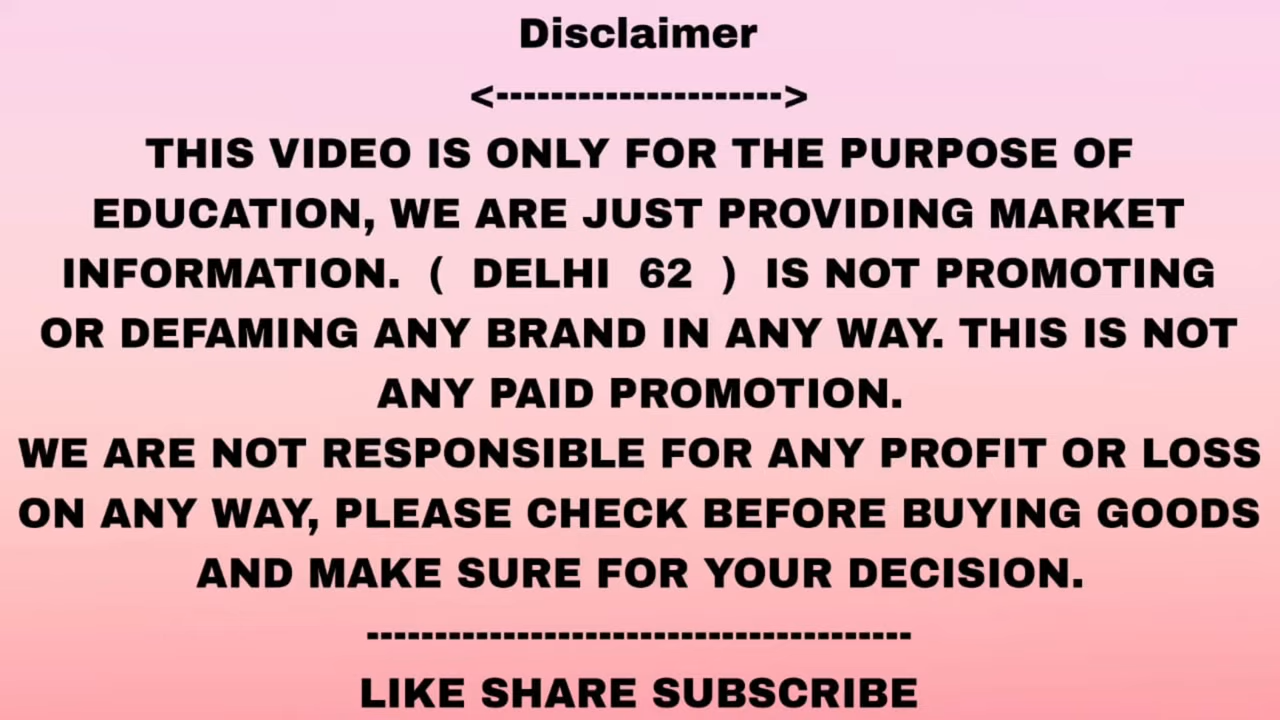 Disclaimer
<--------------------->
THIS VIDEO IS ONLY FOR THE PURPOSE OF
EDUCATION, WE ARE JUST PROVIDING MARKET
INFORMATION. ( DELHI 62 ) IS NOT PROMOTING
OR DEFAMING ANY BRAND IN ANY WAY. THIS IS NOT
ANY PAID PROMOTION.
WE ARE NOT RESPONSIBLE FOR ANY PROFIT OR LOSS
ON ANY WAY, PLEASE CHECK BEFORE BUYING GOODS
AND MAKE SURE FOR YOUR DECISION.
----------------------------------------
LIKE SHARE SUBSCRIBE